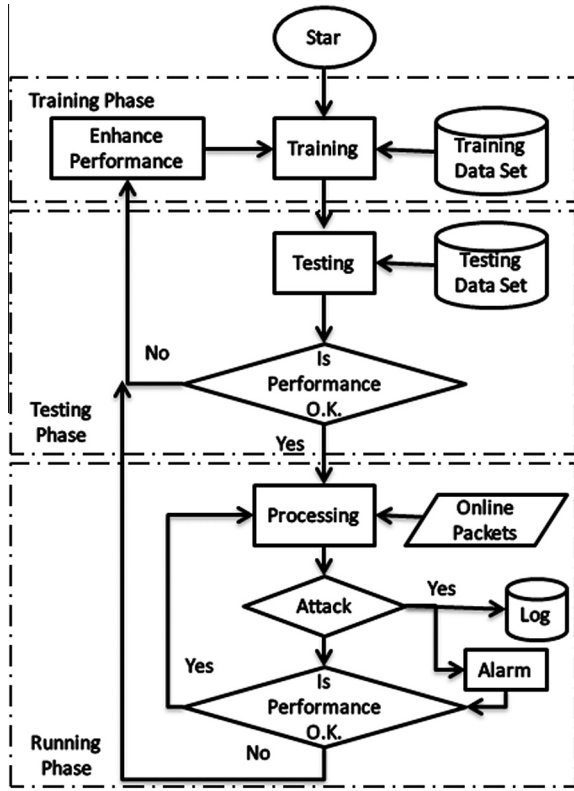 Star
Training Phase
Enhance
Performance
Training
Training
Data Set
Testing
Testing
Data Set
No
Is
Performance
O.K.
Testing
Phase
Yes
Processing
Online
Packets
Attack
Yes
Log
Yes
Alarm
Is
Performance
O.K.
Running
Phase
No